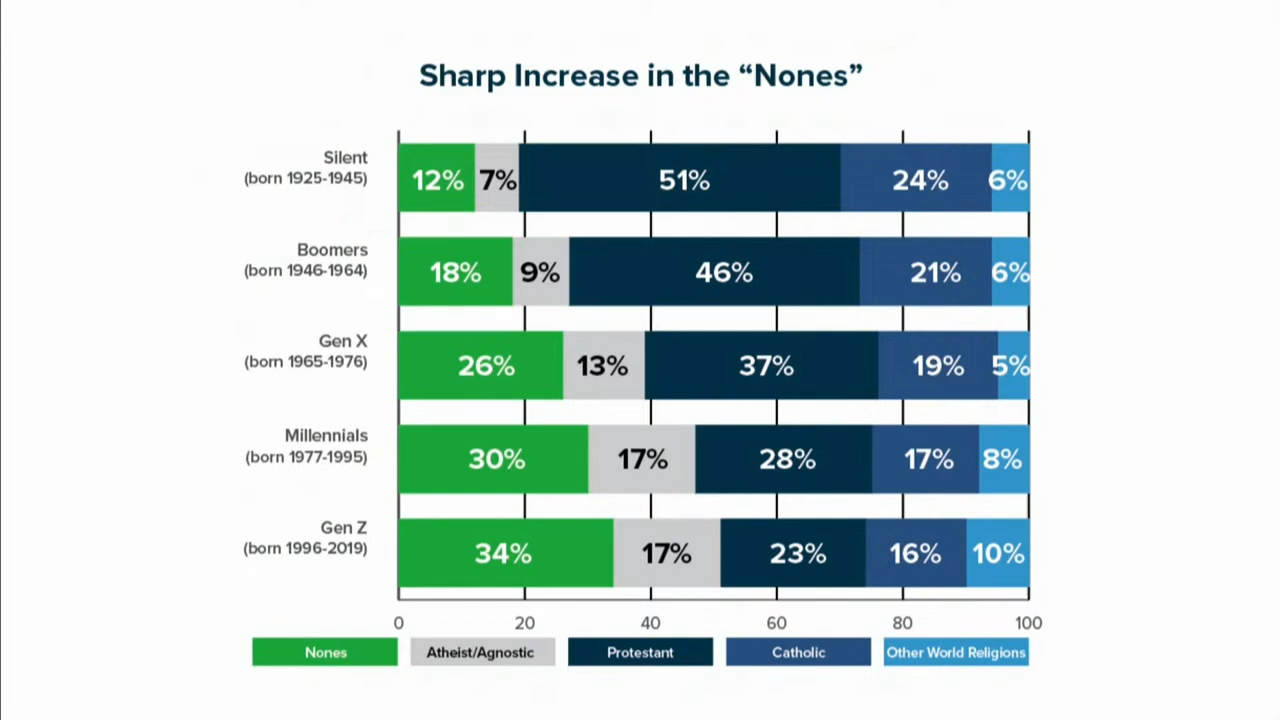 Sharp Increase in the “Nones”
Silent
(born 1925-1945)
12% 7% 51% 24% 6%
Boomers
(born 1946-1964)
18% 9% 46% 21% 6%
Gen X
(born 1965-1976)
26% 13% 37% 19% 5%
Millennials
(born 1977-1995)
30% 17% 28% 17% 8%
Gen Z
(born 1996-2019)
34% 17% 23% 16% 10%
0 20 40 60 80 100
Nones Atheist/Agnostic Protestant Catholic Other World Religions